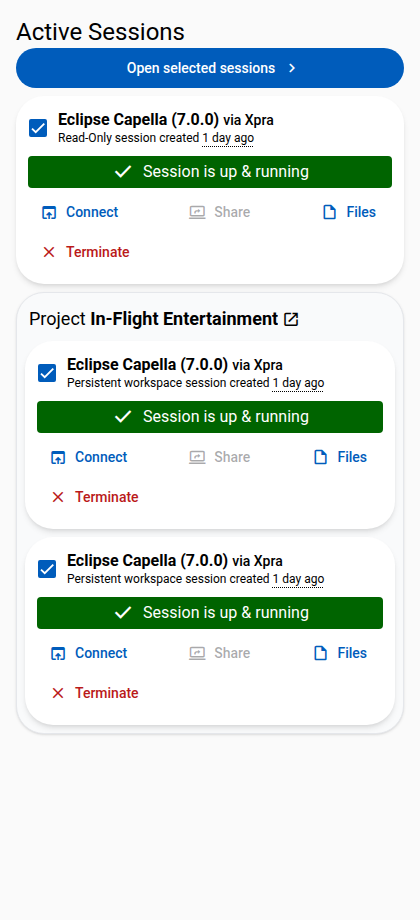 Active Sessions
Open selected sessions
Eclipse Capella (7.0.0) via Xpra
Read-Only session created 1 day ago
Session is up & running
Connect Share Files
Terminate
Project In-Flight Entertainment
Eclipse Capella (7.0.0) via Xpra
Persistent workspace session created 1 day ago
Session is up & running
Connect Share Files
Terminate
Eclipse Capella (7.0.0) via Xpra
Persistent workspace session created 1 day ago
Session is up & running
Connect Share Files
Terminate